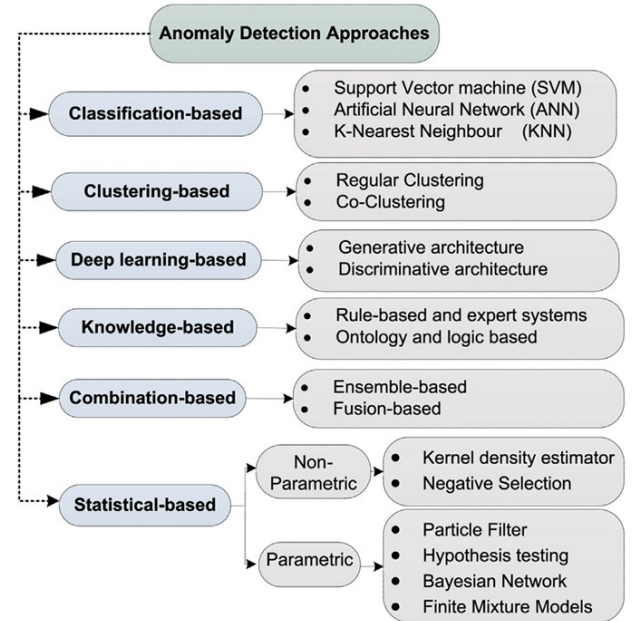 Anomaly Detection Approaches
Classification-based
Support Vector machine (SVM)
Artificial Neural Network (ANN)
K-Nearest Neighbour (KNN)
Clustering-based
Regular Clustering
Co-Clustering
Deep learning-based
Generative architecture
Discriminative architecture
Knowledge-based
Rule-based and expert systems
Ontology and logic based
Combination-based
Ensemble-based
Fusion-based
Statistical-based
Non-
Parametric
Kernel density estimator
Negative Selection
Parametric
Particle Filter
Hypothesis testing
Bayesian Network
Finite Mixture Models